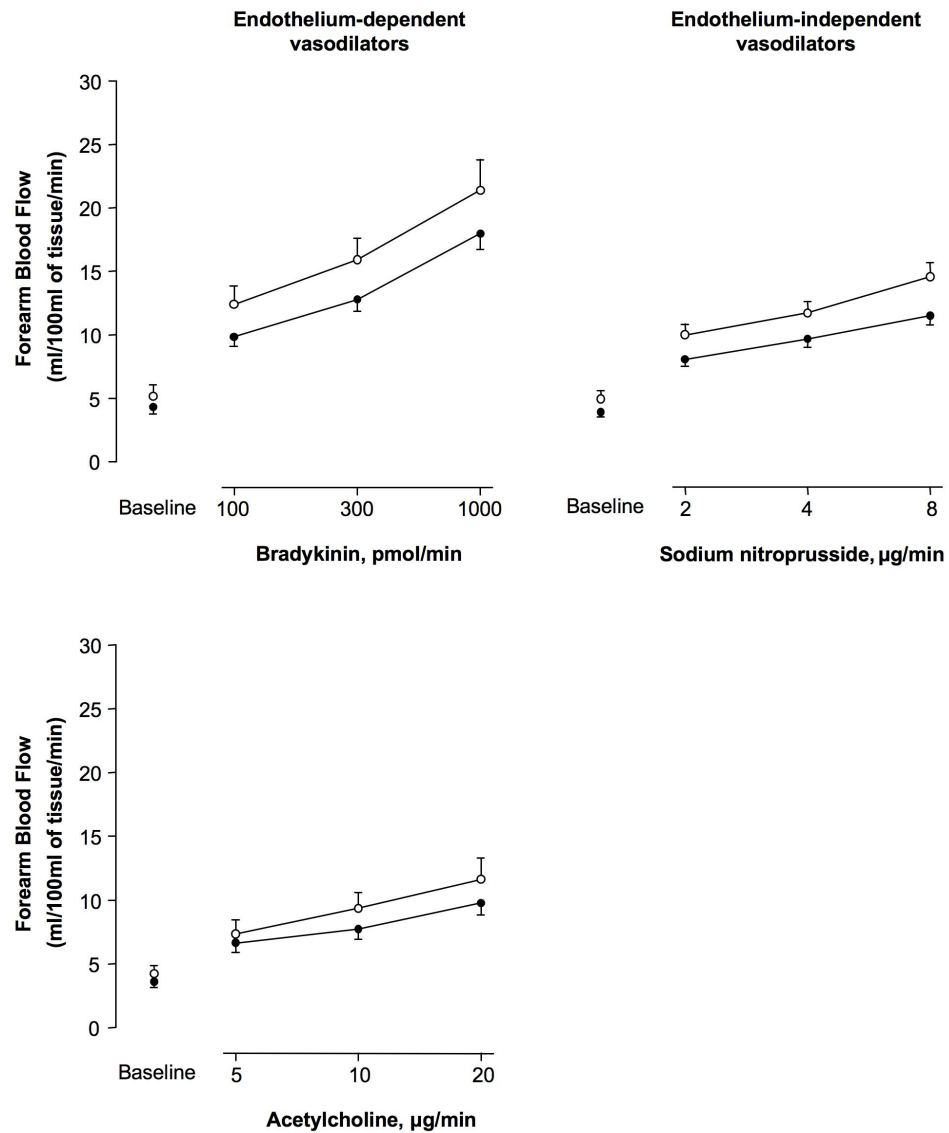 Endothelium-dependent
vasodilators
Endothelium-independent
vasodilators
Forearm Blood Flow
(ml/100ml of tissue/min)
30
25
20
15
10
5
0
Baseline
100
300
1000
Bradykinin, pmol/min
Baseline
2
4
8
Sodium nitroprusside, µg/min
Forearm Blood Flow
(ml/100ml of tissue/min)
30
25
20
15
10
5
0
Baseline
5
10
20
Acetylcholine, µg/min